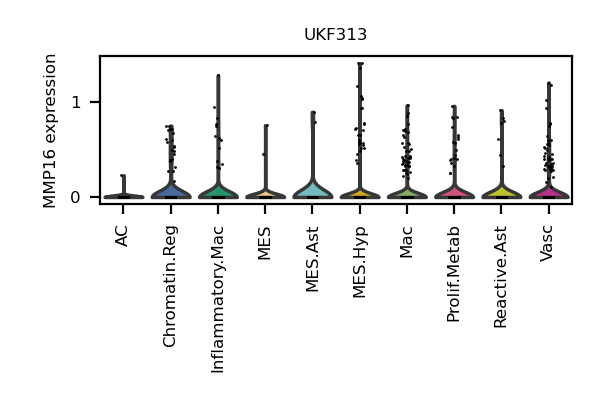 UKF313
MMP16 expression
1
0
AC
Chromatin.Reg
Inflammatory.Mac
MES
MES.Ast
MES.Hyp
Mac
Prolif.Metab
Reactive.Ast
Vasc